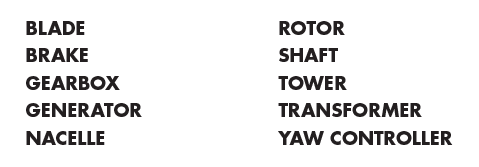 BLADE
BRAKE
GEARBOX
GENERATOR
NACELLE
ROTOR
SHAFT
TOWER
TRANSFORMER
YAW CONTROLLER